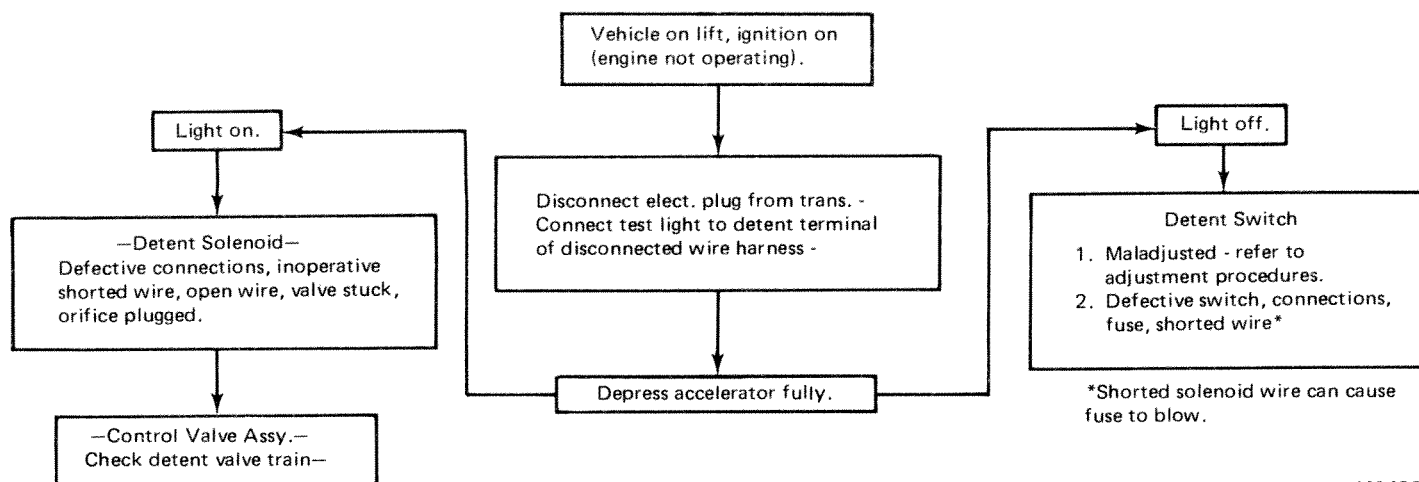 Vehicle on lift, ignition on
(engine not operating).
Light on.
Light off.
Disconnect elect. plug from trans. -
Connect test light to detent terminal
of disconnected wire harness -
Detent Switch
1. Maladjusted - refer to
adjustment procedures.
2. Defective switch, connections,
fuse, shorted wire*
—Detent Solenoid—
Defective connections, inoperative
shorted wire, open wire, valve stuck,
orifice plugged.
Depress accelerator fully.
*Shorted solenoid wire can cause
fuse to blow.
—Control Valve Assy.—
Check detent valve train—